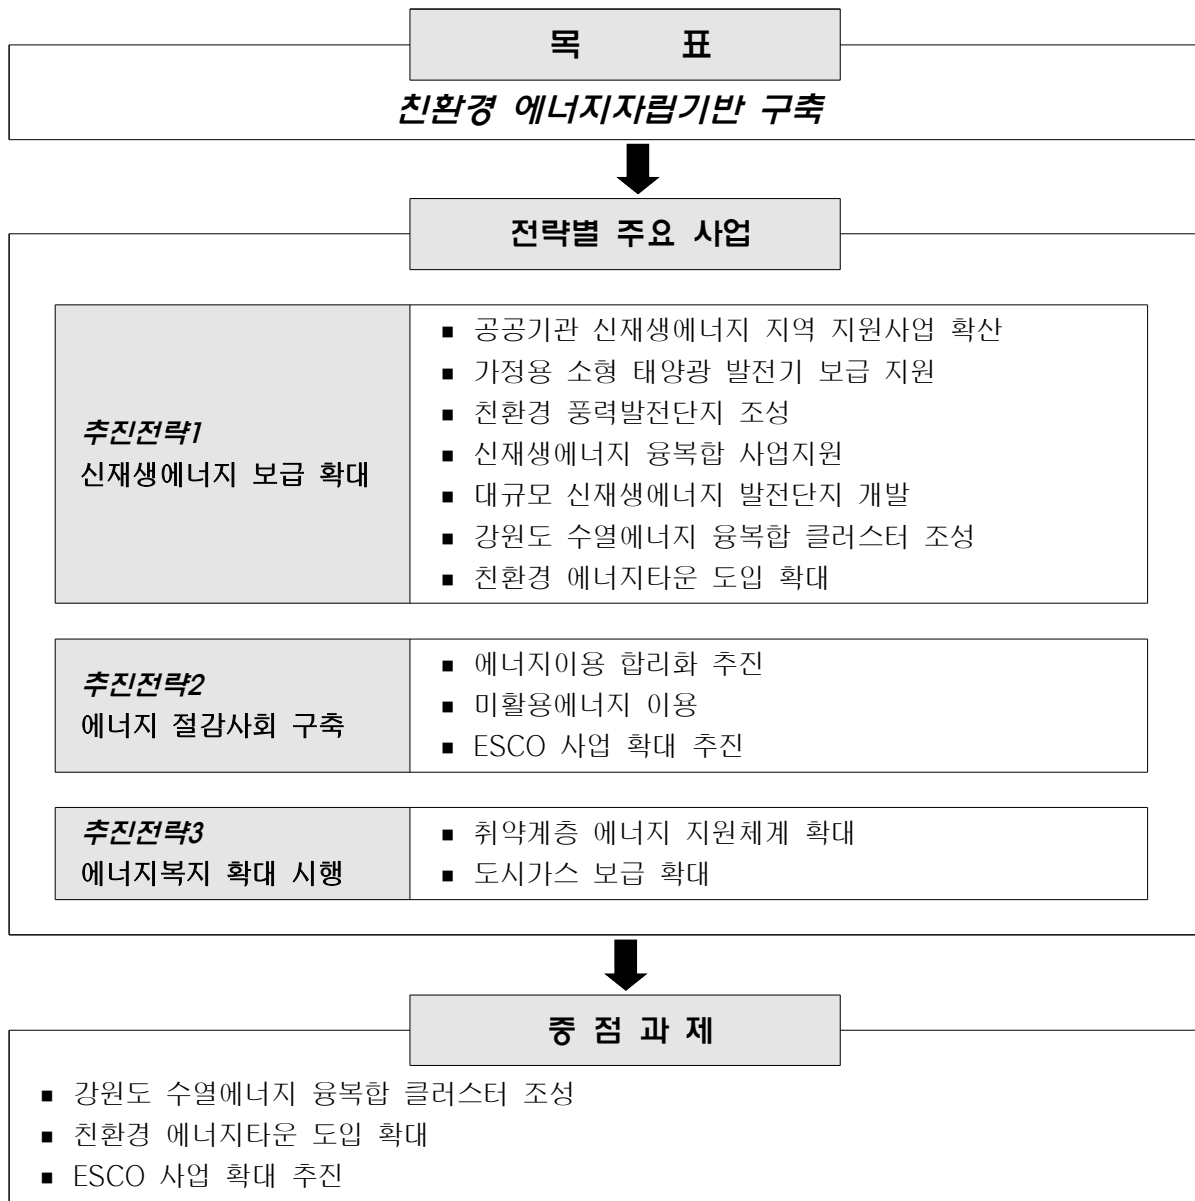 목 표
친환경 에너지자립기반 구축
전략별 주요 사업
추진전략1
신재생에너지 보급 확대
▪ 공공기관 신재생에너지 지역 지원사업 확산
▪ 가정용 소형 태양광 발전기 보급 지원
▪ 친환경 풍력발전단지 조성
▪ 신재생에너지 융복합 사업지원
▪ 대규모 신재생에너지 발전단지 개발
▪ 강원도 수열에너지 융복합 클러스터 조성
▪ 친환경 에너지타운 도입 확대
추진전략2
에너지 절감사회 구축
▪ 에너지이용 합리화 추진
▪ 미활용에너지 이용
▪ ESCO 사업 확대 추진
추진전략3
에너지복지 확대 시행
▪ 취약계층 에너지 지원체계 확대
▪ 도시가스 보급 확대
중 점 과 제
▪ 강원도 수열에너지 융복합 클러스터 조성
▪ 친환경 에너지타운 도입 확대
▪ ESCO 사업 확대 추진